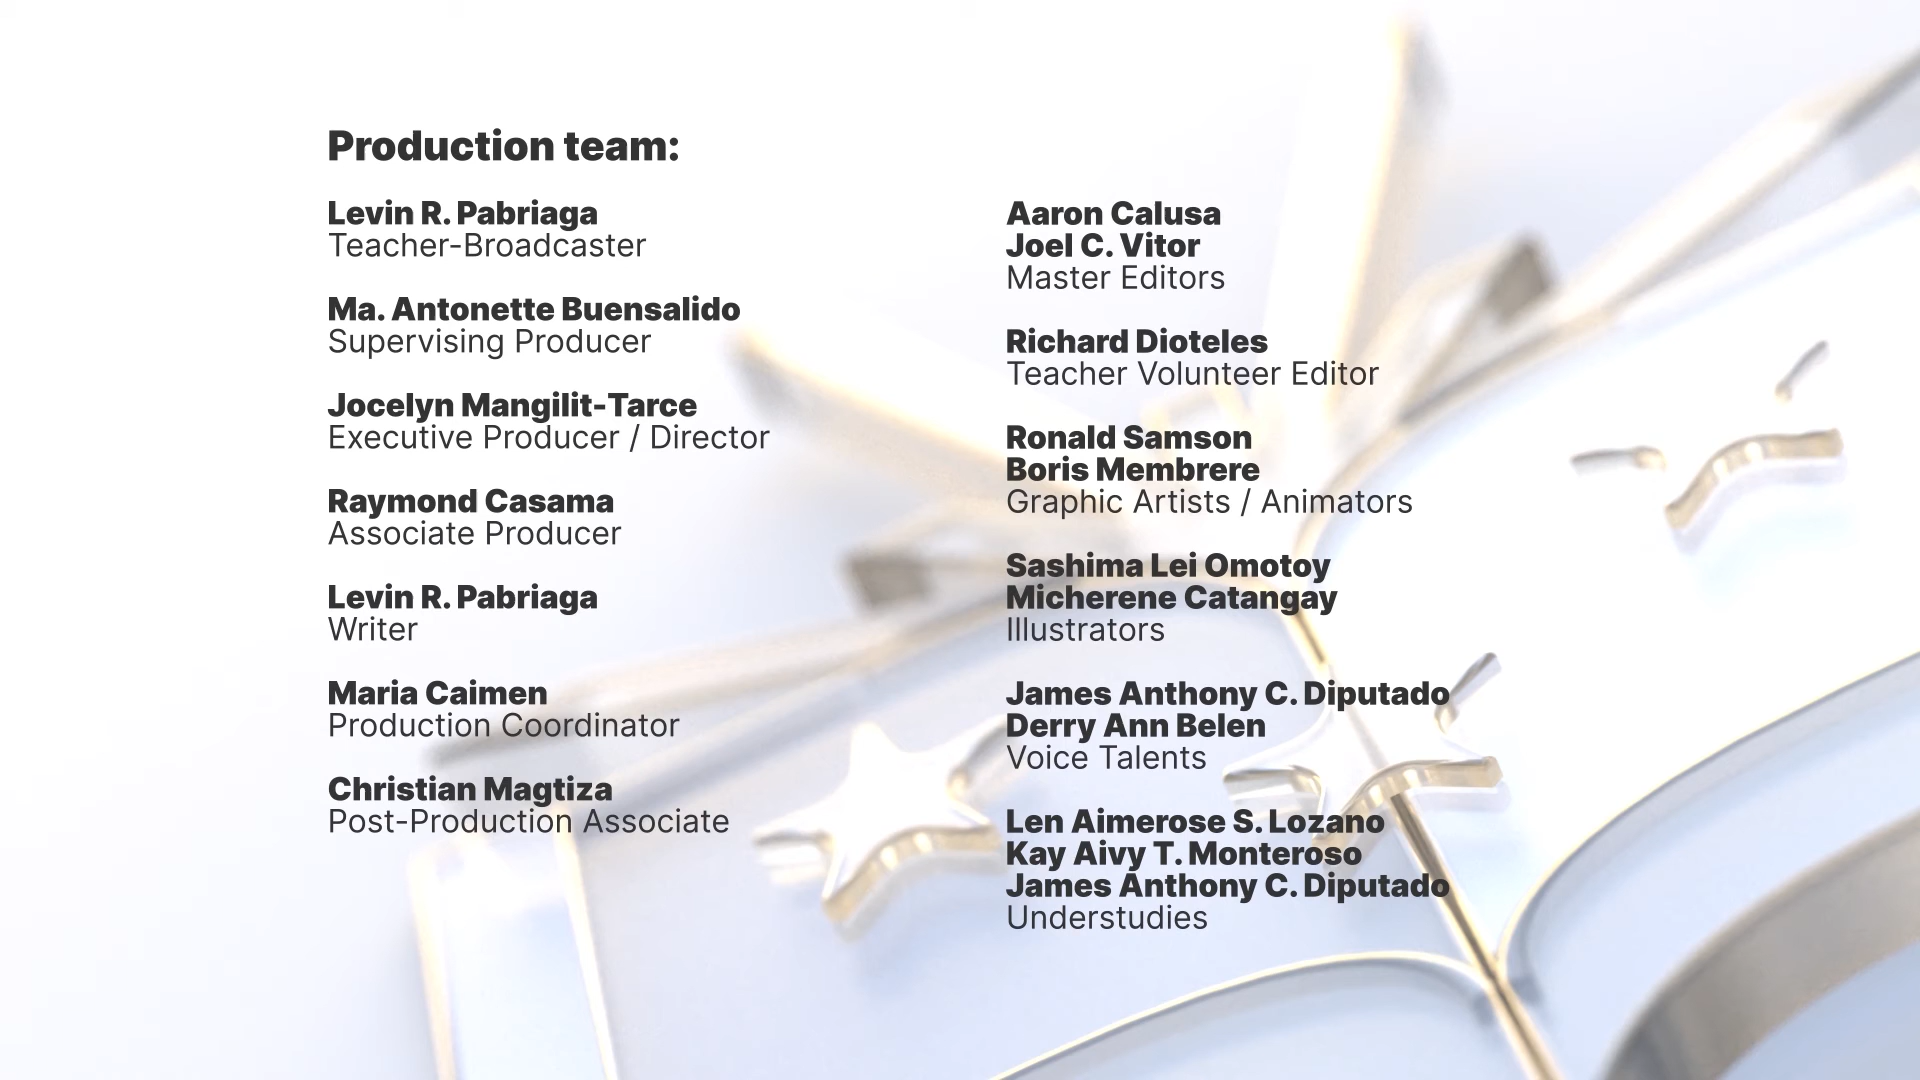 Production team:
Levin R. Pabriaga
Teacher-Broadcaster
Ma. Antonette Buensalido
Supervising Producer
Jocelyn Mangilit-Tarce
Executive Producer / Director
Raymond Casama
Associate Producer
Levin R. Pabriaga
Writer
Maria Caimen
Production Coordinator
Christian Magtiza
Post-Production Associate
Aaron Calusa
Joel C. Vitor
Master Editors
Richard Dioteles
Teacher Volunteer Editor
Ronald Samson
Boris Membrere
Graphic Artists / Animators
Sashima Lei Omotoy
Micherene Catangay
Illustrators
James Anthony C. Diputado
Derry Ann Belen
Voice Talents
Len Aimerose S. Lozano
Kay Aivy T. Monteroso
James Anthony C. Diputado
Understudies